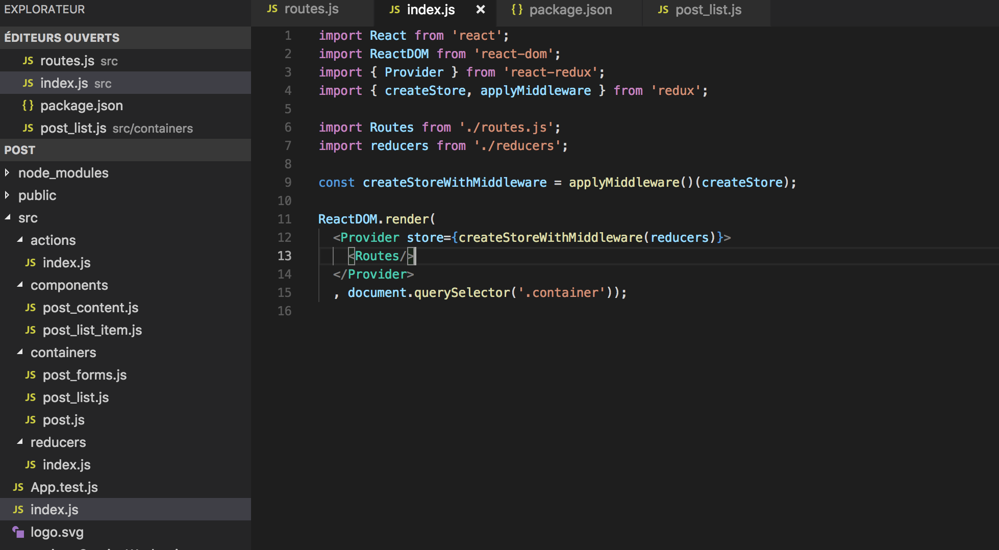 EXPLORATEUR
ÉDITEURS OUVERTS
JS routes.js src
JS index.js src
{} package.json
JS post_list.js src/containers
POST
node_modules
public
src
actions
JS index.js
components
JS post_content.js
JS post_list_item.js
containers
JS post_forms.js
JS post_list.js
JS post.js
reducers
JS index.js
JS App.test.js
JS index.js
logo.svg
JS routes.js
JS index.js ×
{} package.json
JS post_list.js
1 import React from 'react';
2 import ReactDOM from 'react-dom';
3 import { Provider } from 'react-redux';
4 import { createStore, applyMiddleware } from 'redux';
5
6 import Routes from './routes.js';
7 import reducers from './reducers';
8
9 const createStoreWithMiddleware = applyMiddleware()(createStore);
10
11 ReactDOM.render(
12 <Provider store={createStoreWithMiddleware(reducers)}>
13 <Routes/>
14 </Provider>
15 , document.querySelector('.container'));
16